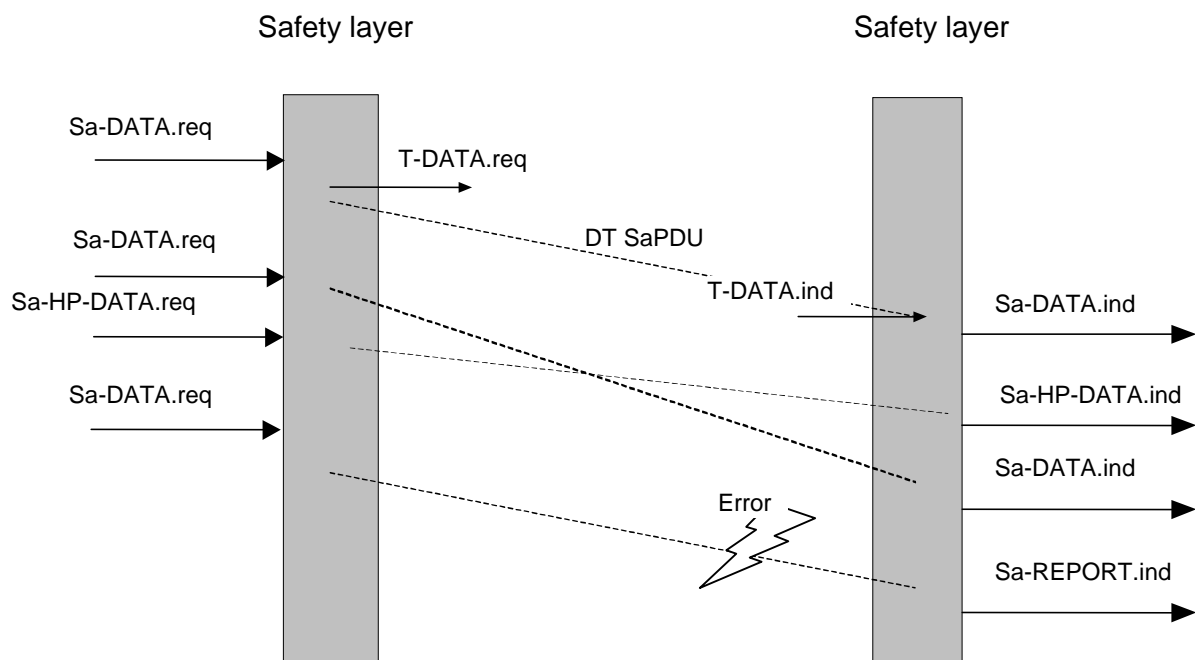 Safety layer
Safety layer
Sa-DATA.req
T-DATA.req
Sa-DATA.req
DT SaPDU
Sa-HP-DATA.req
T-DATA.ind
Sa-DATA.ind
Sa-DATA.req
Sa-HP-DATA.ind
Sa-DATA.ind
Error
Sa-REPORT.ind